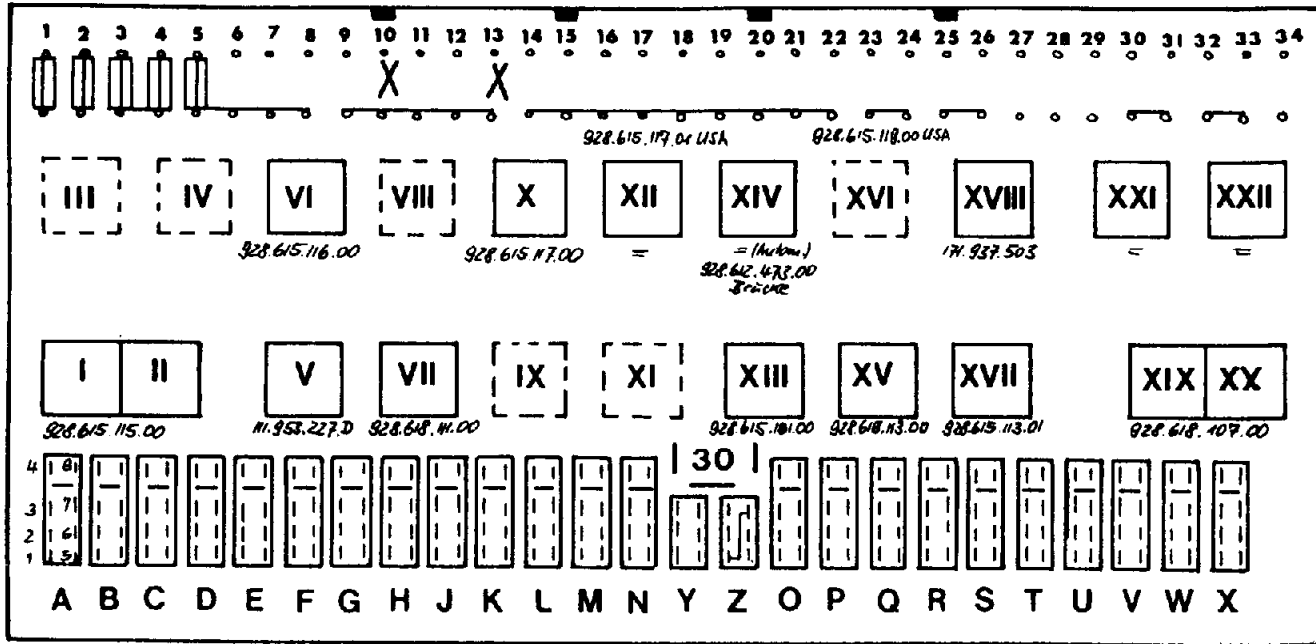 1 2 3 4 5 6 7 8 9 10 11 12 13 14 15 16 17 18 19 20 21 22 23 24 25 26 27 28 29 30 31 32 33 34
X X
928.615.117.01 USA 928.615.118.00 USA
III IV VI VIII X XII XIV XVI XVIII XXI XXII
928.615.116.00 928.615.117.00 = = (Autom.) 171.937.503 = =
928.612.473.00
Brücke
I II V VII IX XI XIII XV XVII XIX XX
928.615.115.00 111.953.227.D 928.618.111.00 928.615.101.00 928.618.113.00 928.615.113.01 928.618.107.00
30
4 8
3 7
2 6
1 5
A B C D E F G H J K L M N Y Z O P Q R S T U V W X